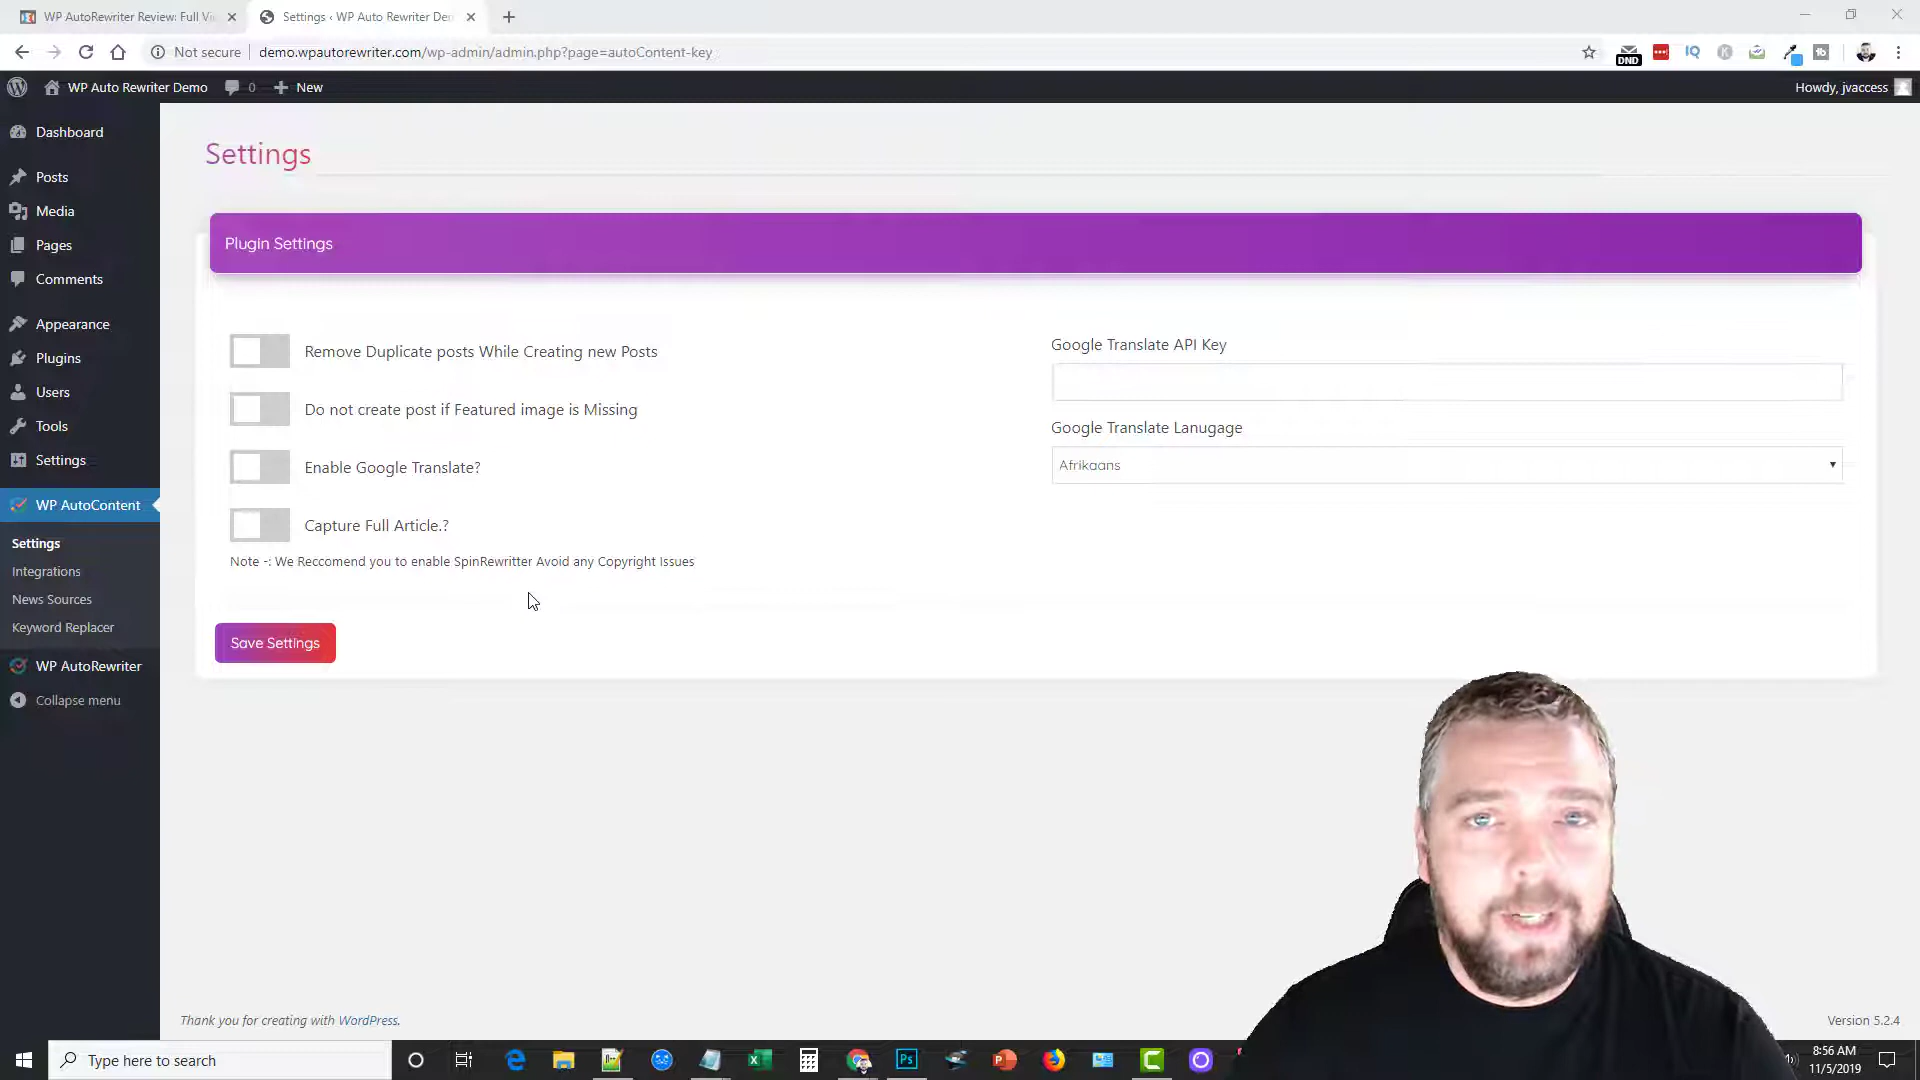 WP AutoRewriter Review: Full Vi
Settings ‹ WP Auto Rewriter Den
Not secure
demo.wpautorewriter.com/wp-admin/admin.php?page=autoContent-key
DND
WP Auto Rewriter Demo
0
New
Howdy, jvaccess
Dashboard
Posts
Media
Pages
Comments
Appearance
Plugins
Users
Tools
Settings
WP AutoContent
Settings
Integrations
News Sources
Keyword Replacer
WP AutoRewriter
Collapse menu
Settings
Plugin Settings
Remove Duplicate posts While Creating new Posts
Do not create post if Featured image is Missing
Enable Google Translate?
Capture Full Article.?
Note -: We Reccomend you to enable SpinRewritter Avoid any Copyright Issues
Save Settings
Google Translate API Key
Google Translate Lanugage
Afrikaans
Thank you for creating with WordPress.
Version 5.2.4
Type here to search
Ps
8:56 AM
11/5/2019